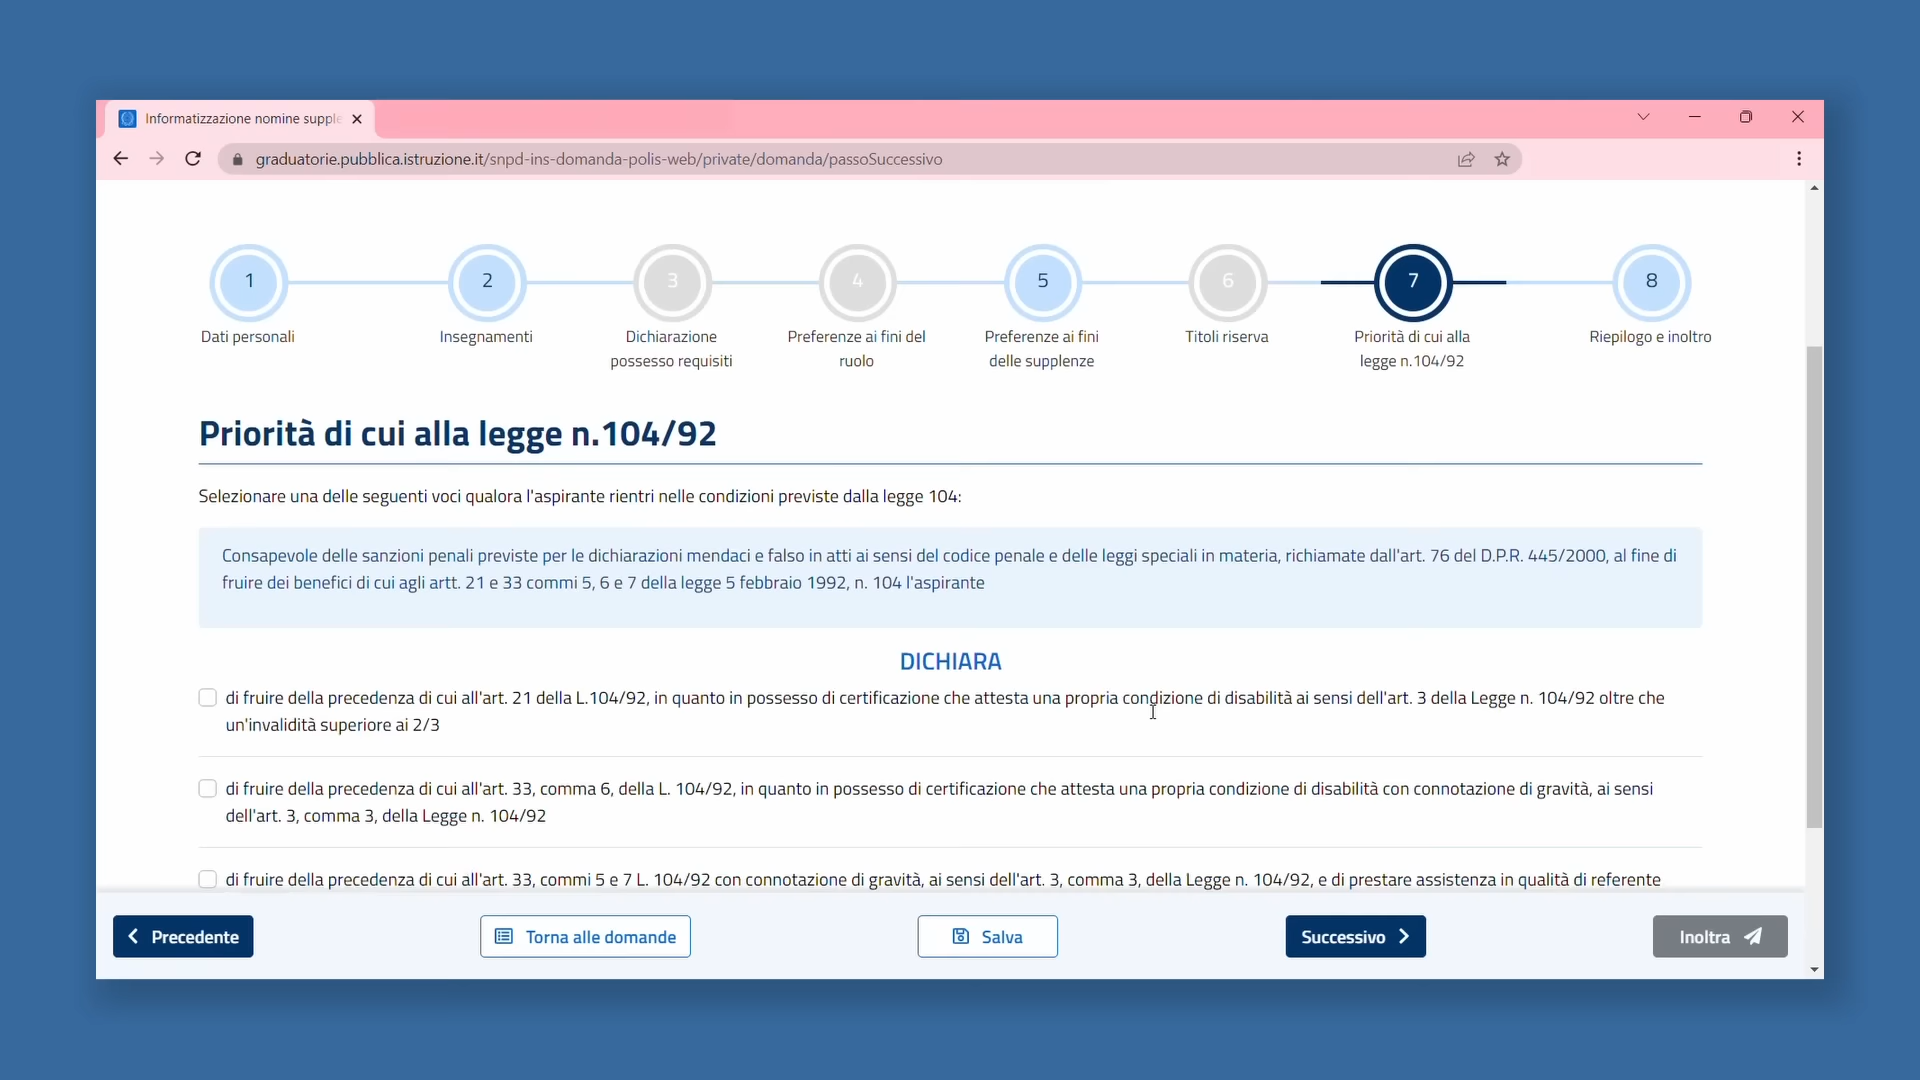 Informatizzazione nomine supple
graduatorie.pubblica.istruzione.it/snpd-ins-domanda-polis-web/private/domanda/passoSuccessivo
1
2
3
4
5
6
7
8
Dati personali
Insegnamenti
Dichiarazione
possesso requisiti
Preferenze ai fini del
ruolo
Preferenze ai fini
delle supplenze
Titoli riserva
Priorità di cui alla
legge n.104/92
Riepilogo e inoltro
Priorità di cui alla legge n.104/92
Selezionare una delle seguenti voci qualora l'aspirante rientri nelle condizioni previste dalla legge 104:
Consapevole delle sanzioni penali previste per le dichiarazioni mendaci e falso in atti ai sensi del codice penale e delle leggi speciali in materia, richiamate dall'art. 76 del D.P.R. 445/2000, al fine di
fruire dei benefici di cui agli artt. 21 e 33 commi 5, 6 e 7 della legge 5 febbraio 1992, n. 104 l'aspirante
DICHIARA
di fruire della precedenza di cui all'art. 21 della L.104/92, in quanto in possesso di certificazione che attesta una propria condizione di disabilità ai sensi dell'art. 3 della Legge n. 104/92 oltre che
un'invalidità superiore ai 2/3
di fruire della precedenza di cui all'art. 33, comma 6, della L. 104/92, in quanto in possesso di certificazione che attesta una propria condizione di disabilità con connotazione di gravità, ai sensi
dell'art. 3, comma 3, della Legge n. 104/92
di fruire della precedenza di cui all'art. 33, commi 5 e 7 L. 104/92 con connotazione di gravità, ai sensi dell'art. 3, comma 3, della Legge n. 104/92, e di prestare assistenza in qualità di referente
Precedente
Torna alle domande
Salva
Successivo
Inoltra